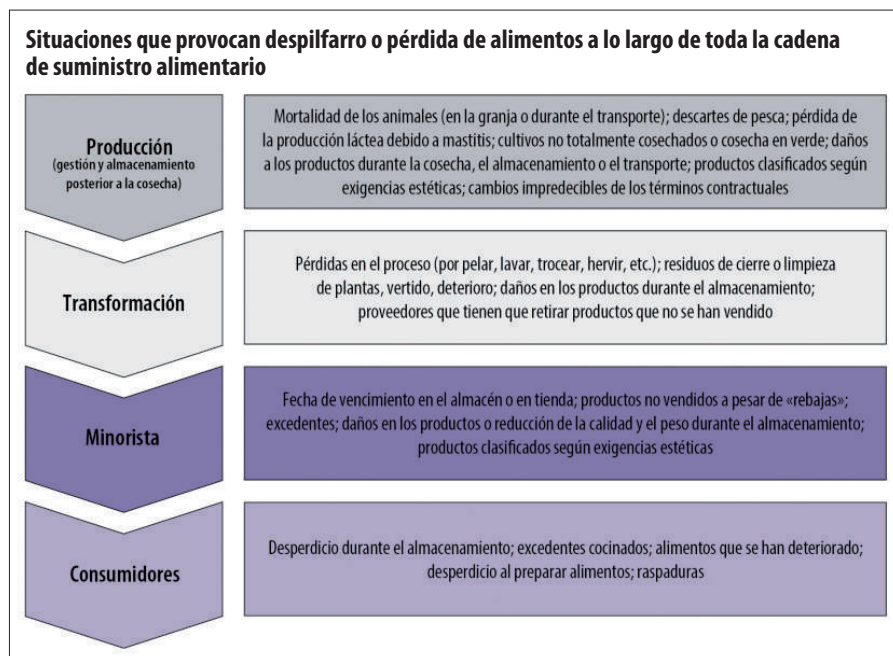 Situaciones que provocan despilfarro o pérdida de alimentos a lo largo de toda la cadena
de suministro alimentario
Producción
(gestión y almacenamiento
posterior a la cosecha)
Mortalidad de los animales (en la granja o durante el transporte); descartes de pesca; pérdida de
la producción láctea debido a mastitis; cultivos no totalmente cosechados o cosecha en verde; daños
a los productos durante la cosecha, el almacenamiento o el transporte; productos clasificados según
exigencias estéticas; cambios impredecibles de los términos contractuales
Transformación
Pérdidas en el proceso (por pelar, lavar, trocear, hervir, etc.); residuos de cierre o limpieza
de plantas, vertido, deterioro; daños en los productos durante el almacenamiento;
proveedores que tienen que retirar productos que no se han vendido
Minorista
Fecha de vencimiento en el almacén o en tienda; productos no vendidos a pesar de «rebajas»;
excedentes; daños en los productos o reducción de la calidad y el peso durante el almacenamiento;
productos clasificados según exigencias estéticas
Consumidores
Desperdicio durante el almacenamiento; excedentes cocinados; alimentos que se han deteriorado;
desperdicio al preparar alimentos; raspaduras